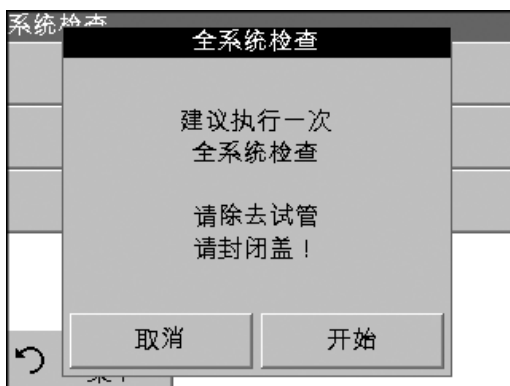 系统检查
全系统检查
建议执行一次
全系统检查
请除去试管
请封闭盖！
取消
开始